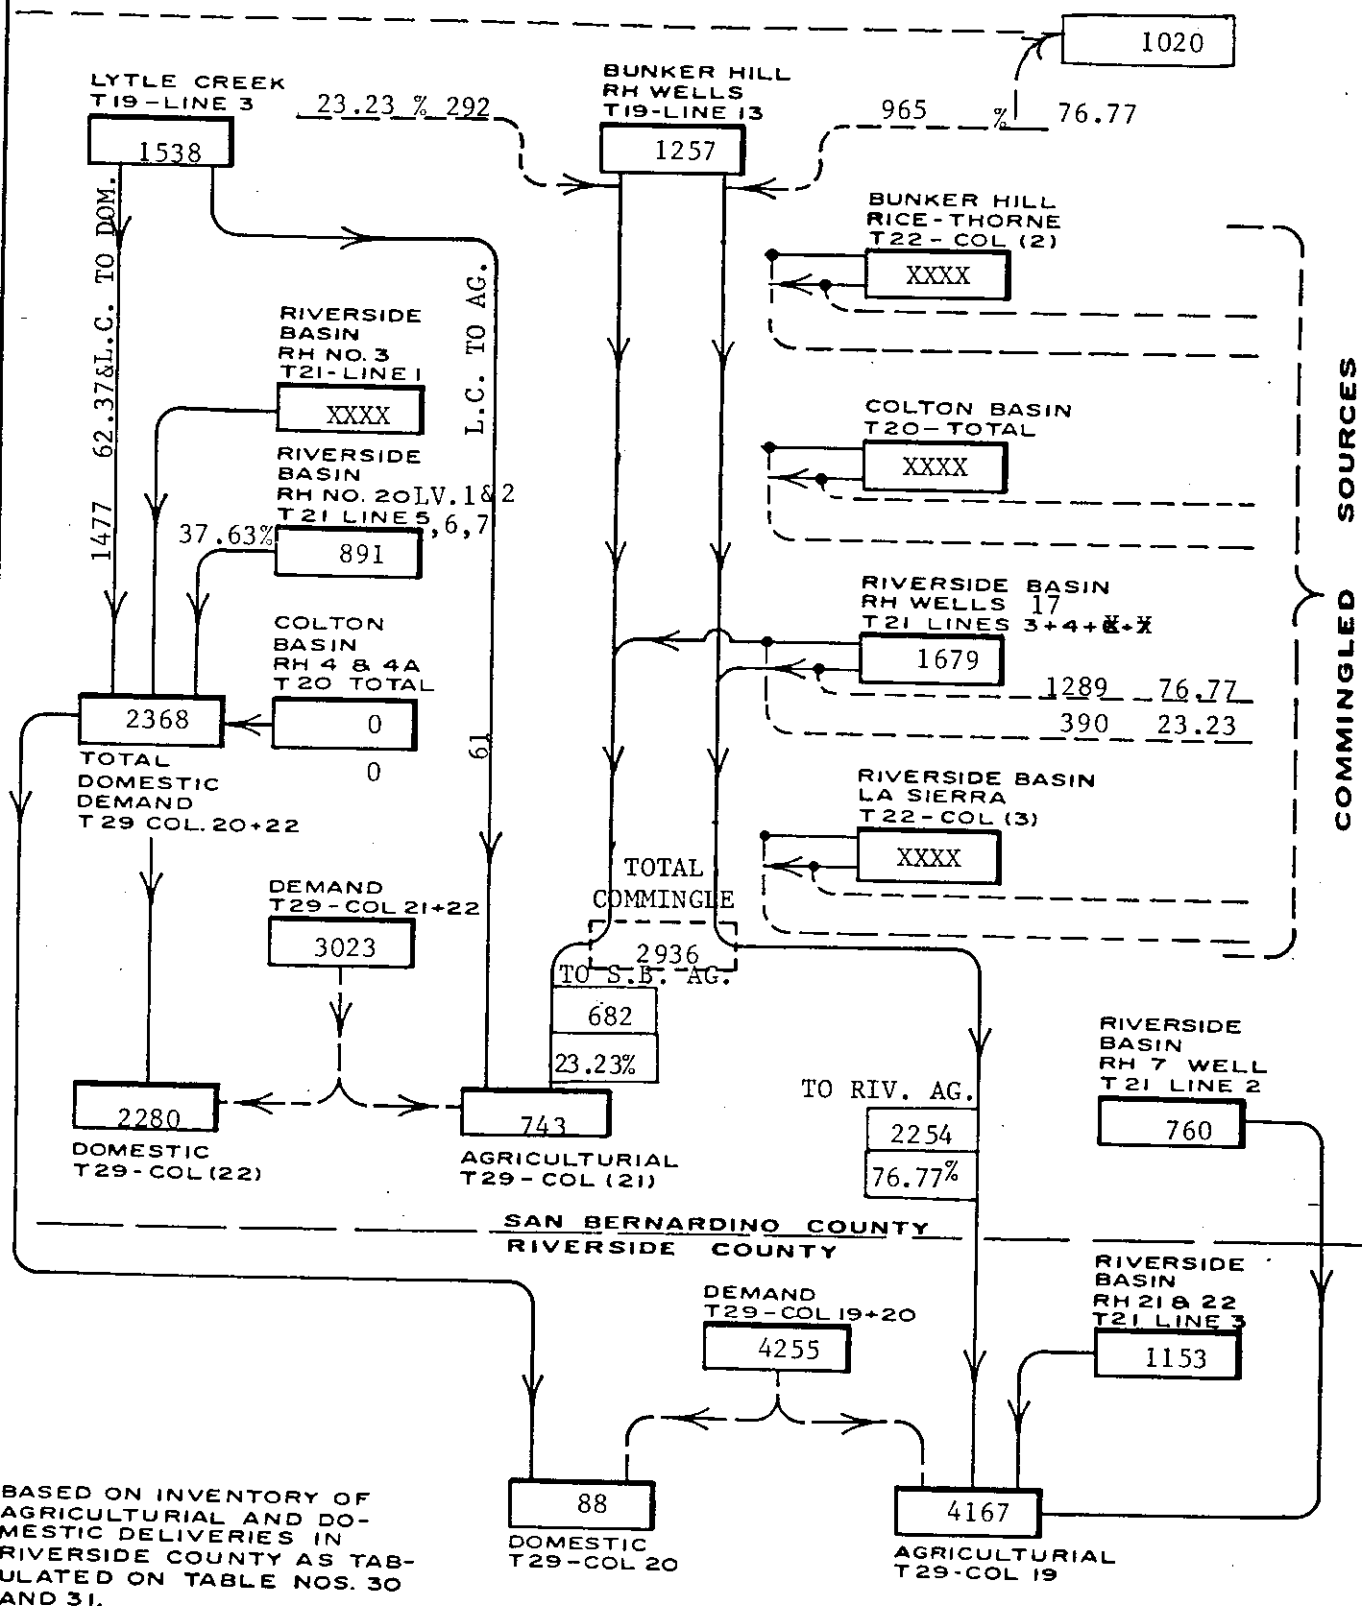 1020
LYTLE CREEK
T19-LINE 3
1538
23.23 % 292
BUNKER HILL
RH WELLS
T19-LINE 13
1257
965 % 76.77
BUNKER HILL
RICE-THORNE
T22-COL (2)
XXXX
62.37&L.C. TO DOM.
1477
L.C. TO AG.
61
RIVERSIDE
BASIN
RH NO. 3
T21-LINE 1
XXXX
COLTON BASIN
T20-TOTAL
XXXX
RIVERSIDE
BASIN
RH NO. 20 LV. 1&2
T21 LINE 5,6,7
37.63%
891
RIVERSIDE BASIN
RH WELLS 17
T21 LINES 3+4+
1679
1289 76.77
390 23.23
COLTON
BASIN
RH 4 & 4A
T20 TOTAL
0
0
2368
TOTAL
DOMESTIC
DEMAND
T29 COL. 20+22
RIVERSIDE BASIN
LA SIERRA
T22-COL (3)
XXXX
COMMINGLED SOURCES
DEMAND
T29-COL 21+22
3023
TOTAL
COMMINGLE
2936
TO S.B. AG.
682
23.23%
2280
DOMESTIC
T29-COL (22)
743
AGRICULTURIAL
T29-COL (21)
TO RIV. AG.
2254
76.77%
RIVERSIDE
BASIN
RH 7 WELL
T21 LINE 2
760
SAN BERNARDINO COUNTY
RIVERSIDE COUNTY
DEMAND
T29-COL 19+20
4255
RIVERSIDE
BASIN
RH 21 & 22
T21 LINE 3
1153
88
DOMESTIC
T29-COL 20
4167
AGRICULTURIAL
T29-COL 19
BASED ON INVENTORY OF
AGRICULTURIAL AND DO-
MESTIC DELIVERIES IN
RIVERSIDE COUNTY AS TAB-
ULATED ON TABLE NOS. 30
AND 31.